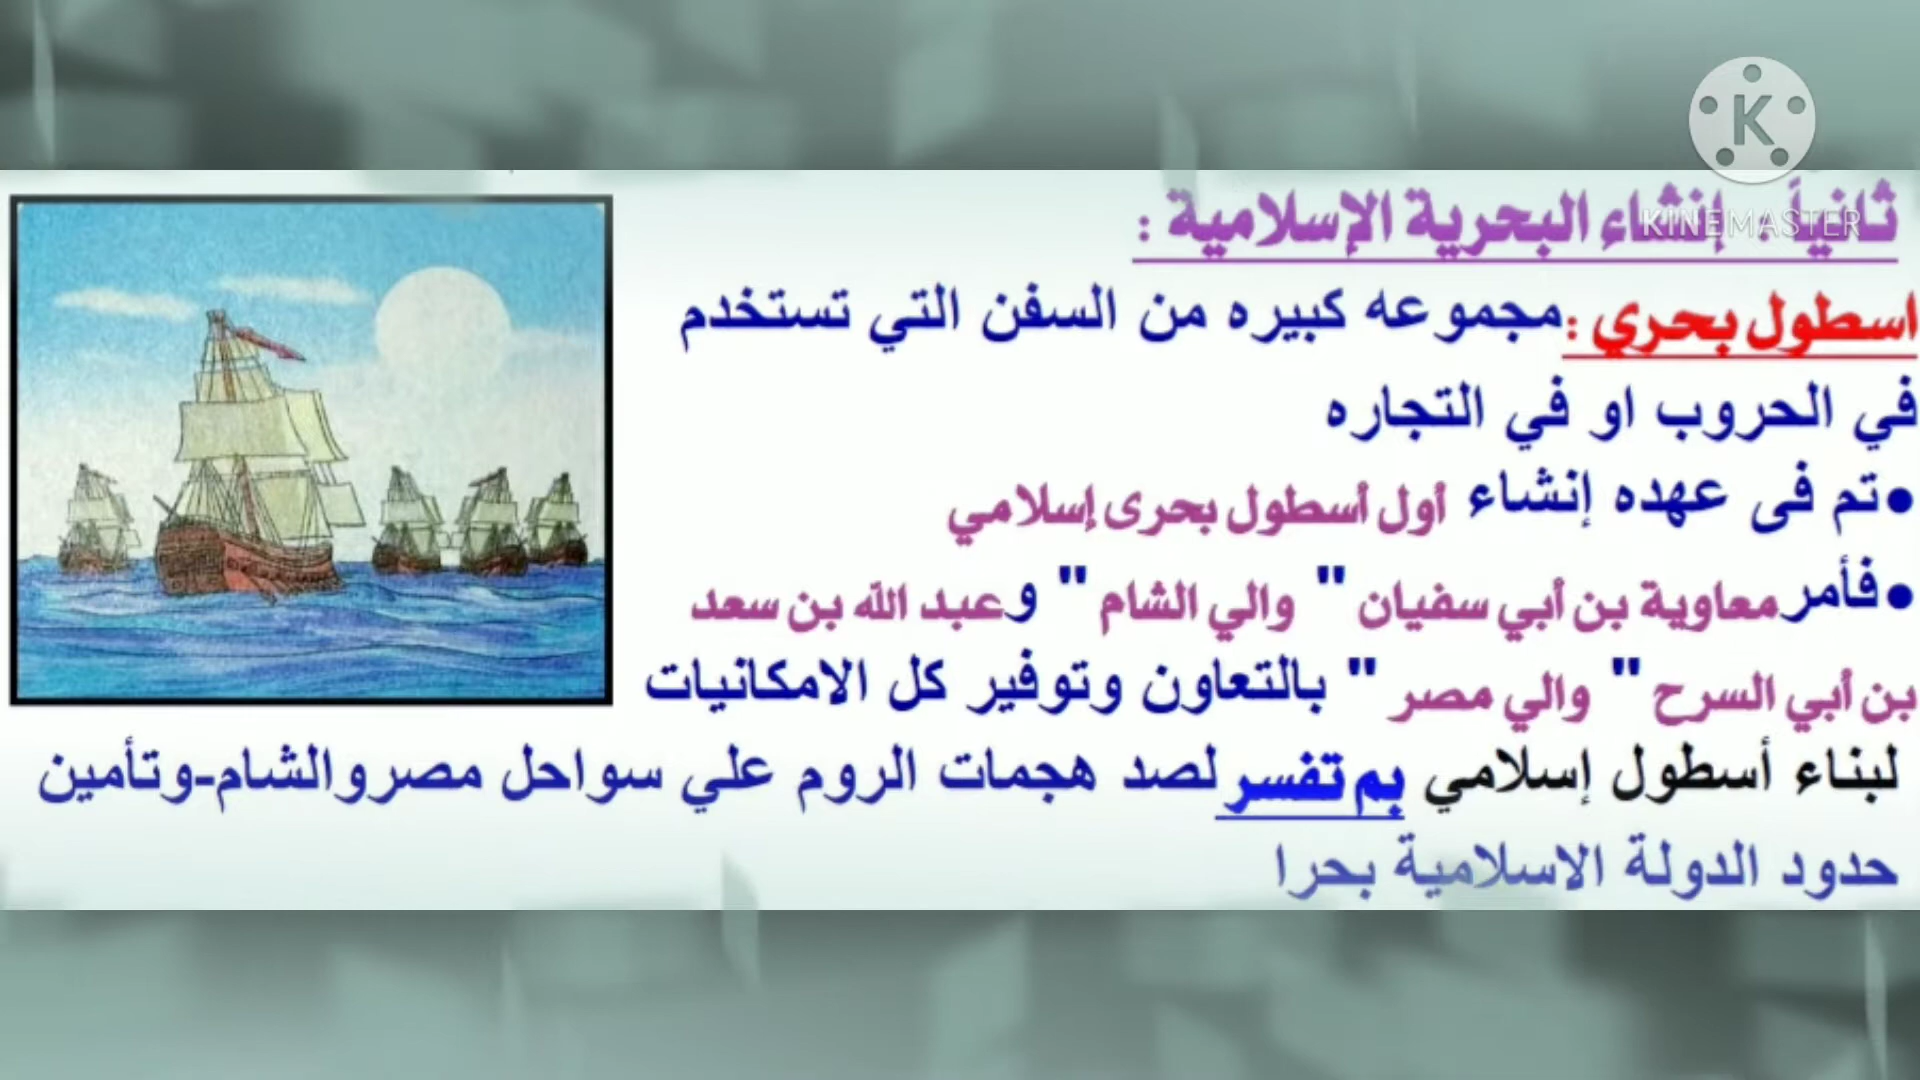 K
KINEMASTER
ثانياً : إنشاء البحرية الإسلامية :
اسطول بحري :مجموعه كبيره من السفن التي تستخدم
في الحروب او في التجاره
•تم فى عهده إنشاء أول أسطول بحرى إسلامي
•فأمر معاوية بن أبي سفيان " والي الشام " وعبد الله بن سعد
بن أبي السرح " والي مصر " بالتعاون وتوفير كل الامكانيات
لبناء أسطول إسلامي بم تفسر لصد هجمات الروم علي سواحل مصر والشام-وتأمين
حدود الدولة الاسلامية بحرا